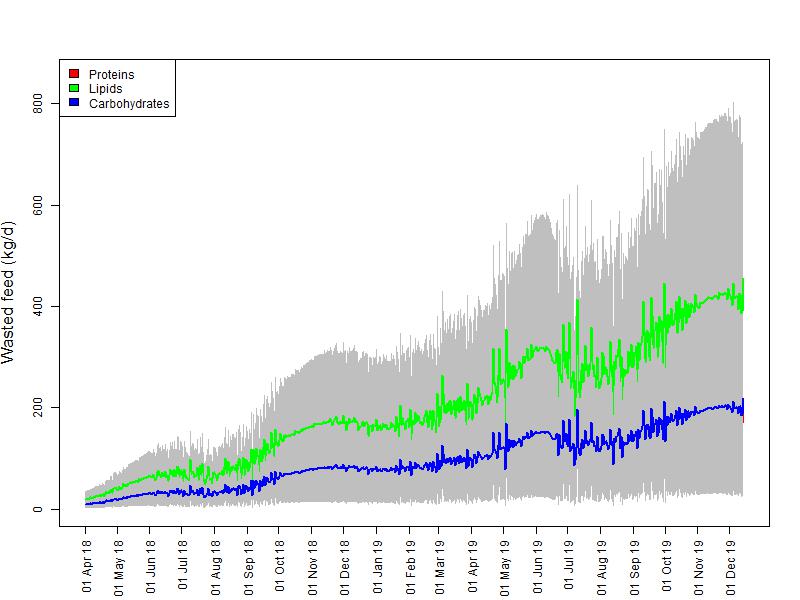 Proteins
Lipids
Carbohydrates
Wasted feed (kg/d)
800
600
400
200
0
01 Apr 18
01 May 18
01 Jun 18
01 Jul 18
01 Aug 18
01 Sep 18
01 Oct 18
01 Nov 18
01 Dec 18
01 Jan 19
01 Feb 19
01 Mar 19
01 Apr 19
01 May 19
01 Jun 19
01 Jul 19
01 Aug 19
01 Sep 19
01 Oct 19
01 Nov 19
01 Dec 19